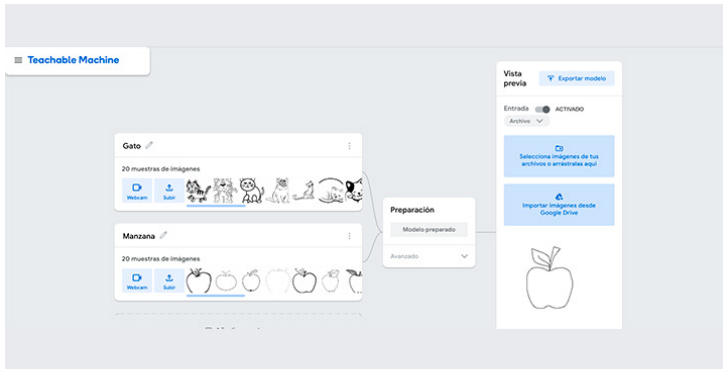 Teachable Machine
Gato
20 muestras de imágenes
Webcam
Subir
Manzana
20 muestras de imágenes
Webcam
Subir
Preparación
Modelo preparado
Avanzado
Vista
previa
Exportar modelo
Entrada
ACTIVADO
Archivo
Selecciona imágenes de tus
archivos o arrástralas aquí
Importar imágenes desde
Google Drive